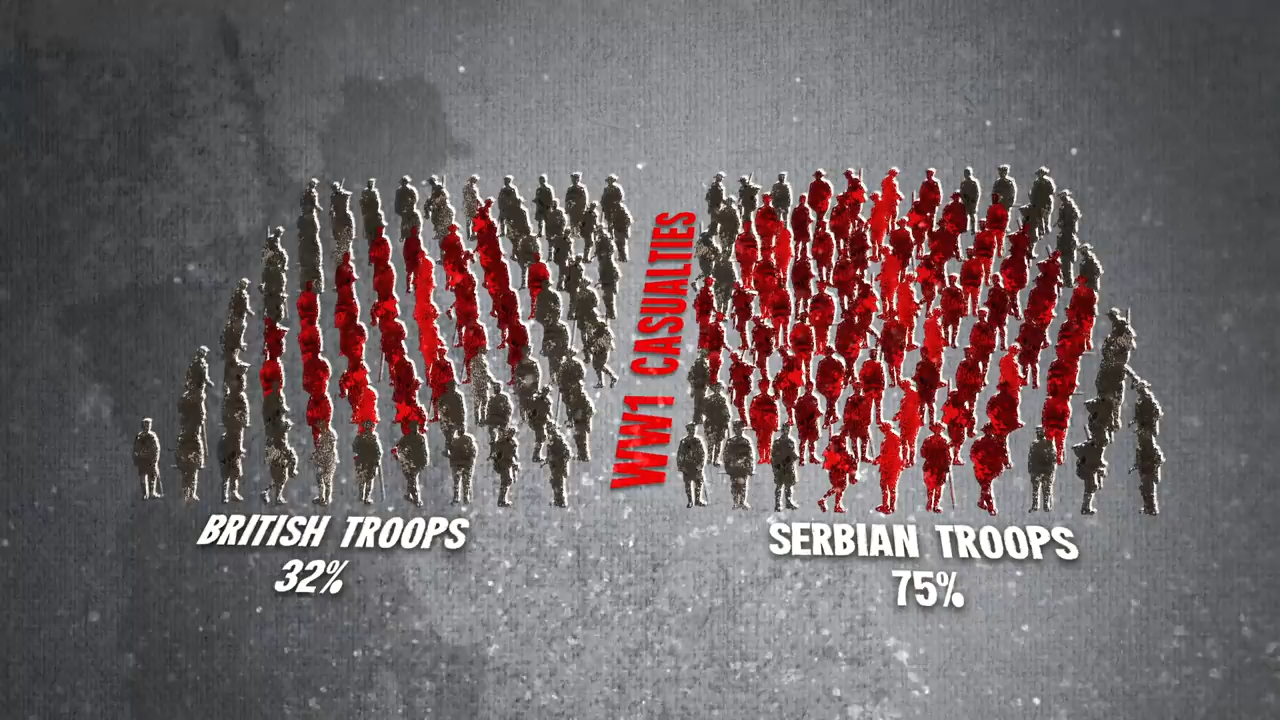 WW1 CASUALTIES
BRITISH TROOPS
32%
SERBIAN TROOPS
75%